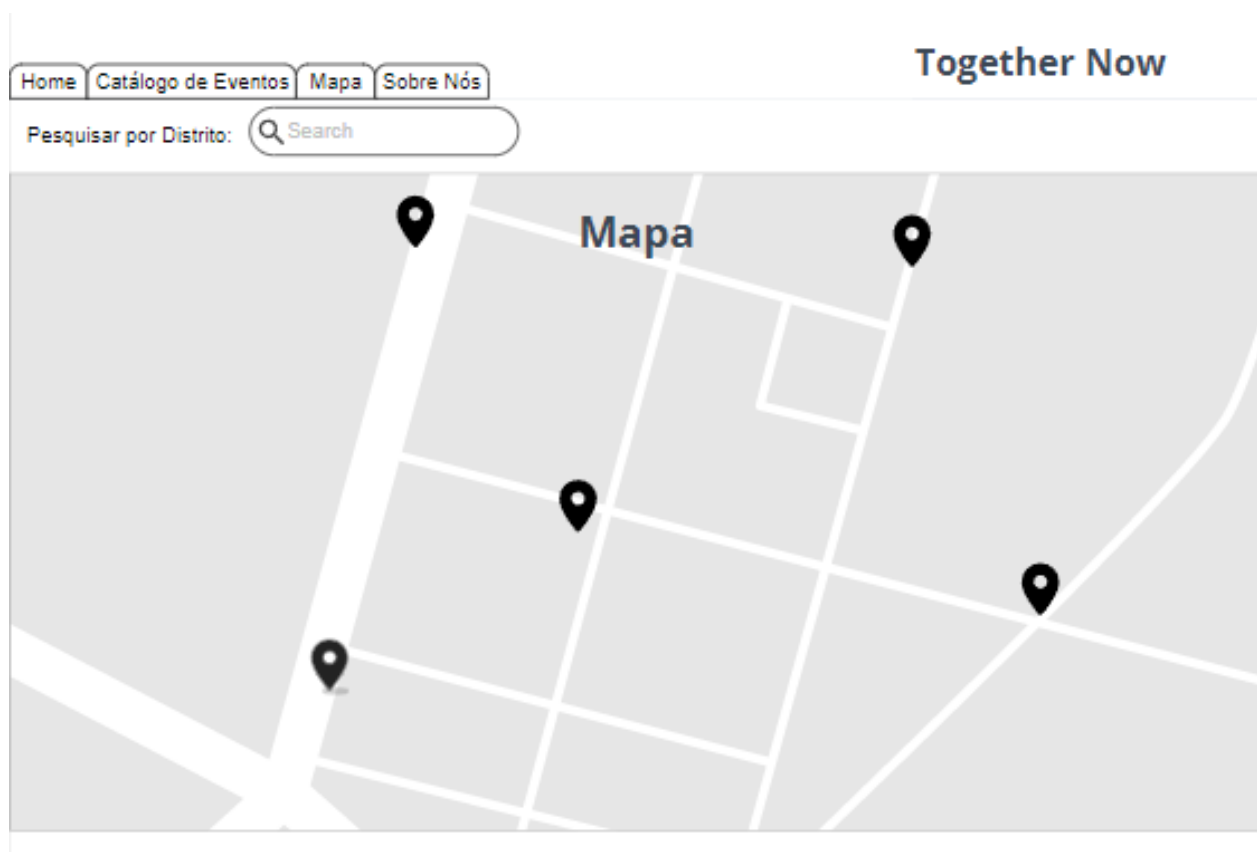 Together Now
Home Catálogo de Eventos Mapa Sobre Nós
Pesquisar por Distrito: Search
Mapa